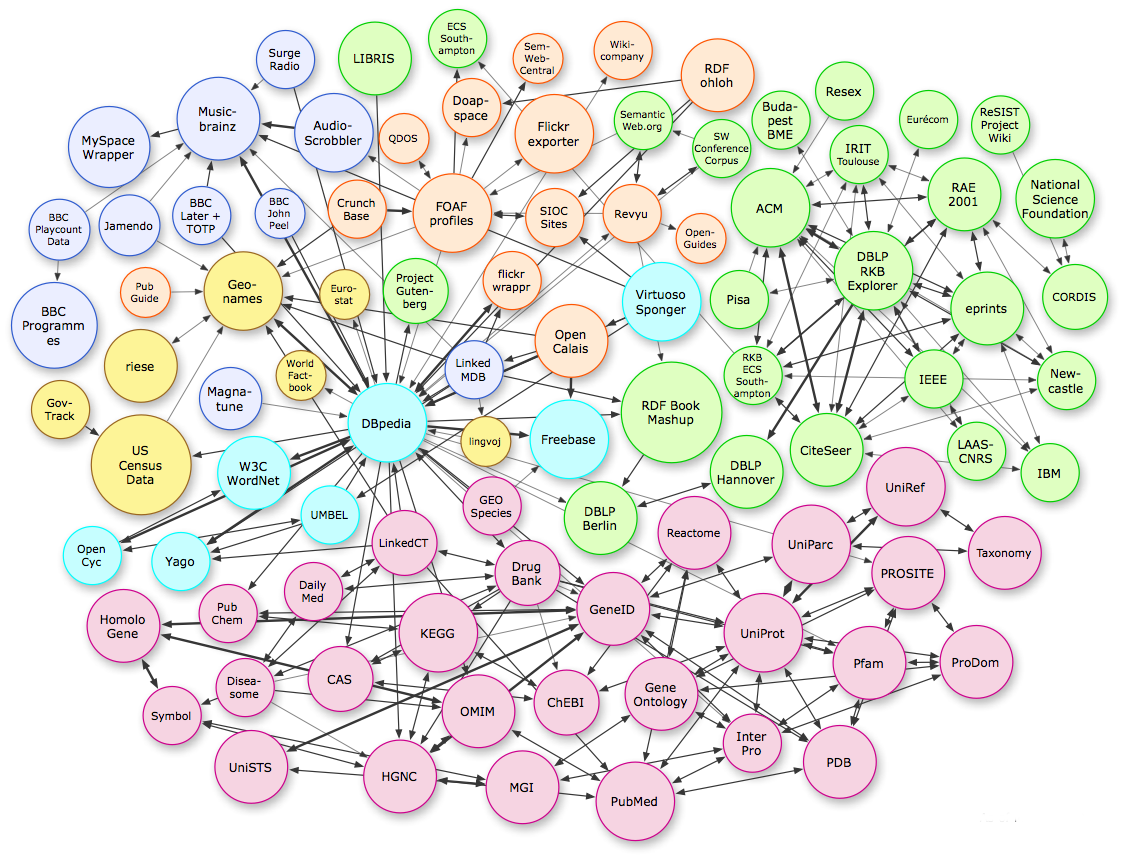 ECS
South-
ampton
Surge
Radio
LIBRIS
Sem-
Web-
Central
Wiki-
company
RDF
ohloh
Resex
Music-
brainz
Doap-
space
Semantic
Web.org
Buda-
pest
BME
Eurécom
ReSIST
Project
Wiki
MySpace
Wrapper
Audio-
Scrobbler
QDOS
Flickr
exporter
SW
Conference
Corpus
IRIT
Toulouse
BBC
Playcount
Data
Jamendo
BBC
Later +
TOTP
BBC
John
Peel
Crunch
Base
FOAF
profiles
SIOC
Sites
Revyu
Open-
Guides
ACM
RAE
2001
National
Science
Foundation
DBLP
RKB
Explorer
BBC
Programm
es
Pub
Guide
Geo-
names
Euro-
stat
Project
Guten-
berg
flickr
wrappr
Virtuoso
Sponger
Pisa
eprints
CORDIS
riese
World
Fact-
book
Linked
MDB
Open
Calais
RKB
ECS
South-
ampton
IEEE
New-
castle
Gov-
Track
Magna-
tune
DBpedia
lingvoj
Freebase
RDF Book
Mashup
US
Census
Data
W3C
WordNet
CiteSeer
LAAS-
CNRS
IBM
DBLP
Hannover
UMBEL
GEO
Species
DBLP
Berlin
UniRef
Open
Cyc
Yago
LinkedCT
Reactome
UniParc
Taxonomy
Daily
Med
Drug
Bank
PROSITE
Homolo
Gene
Pub
Chem
KEGG
GeneID
UniProt
Pfam
ProDom
Disea-
some
CAS
ChEBI
Gene
Ontology
Symbol
OMIM
Inter
Pro
UniSTS
HGNC
MGI
PubMed
PDB